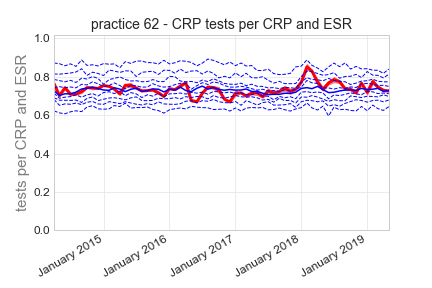 practice 62 - CRP tests per CRP and ESR
tests per CRP and ESR
1.0
0.8
0.6
0.4
0.2
0.0
January 2015
January 2016
January 2017
January 2018
January 2019